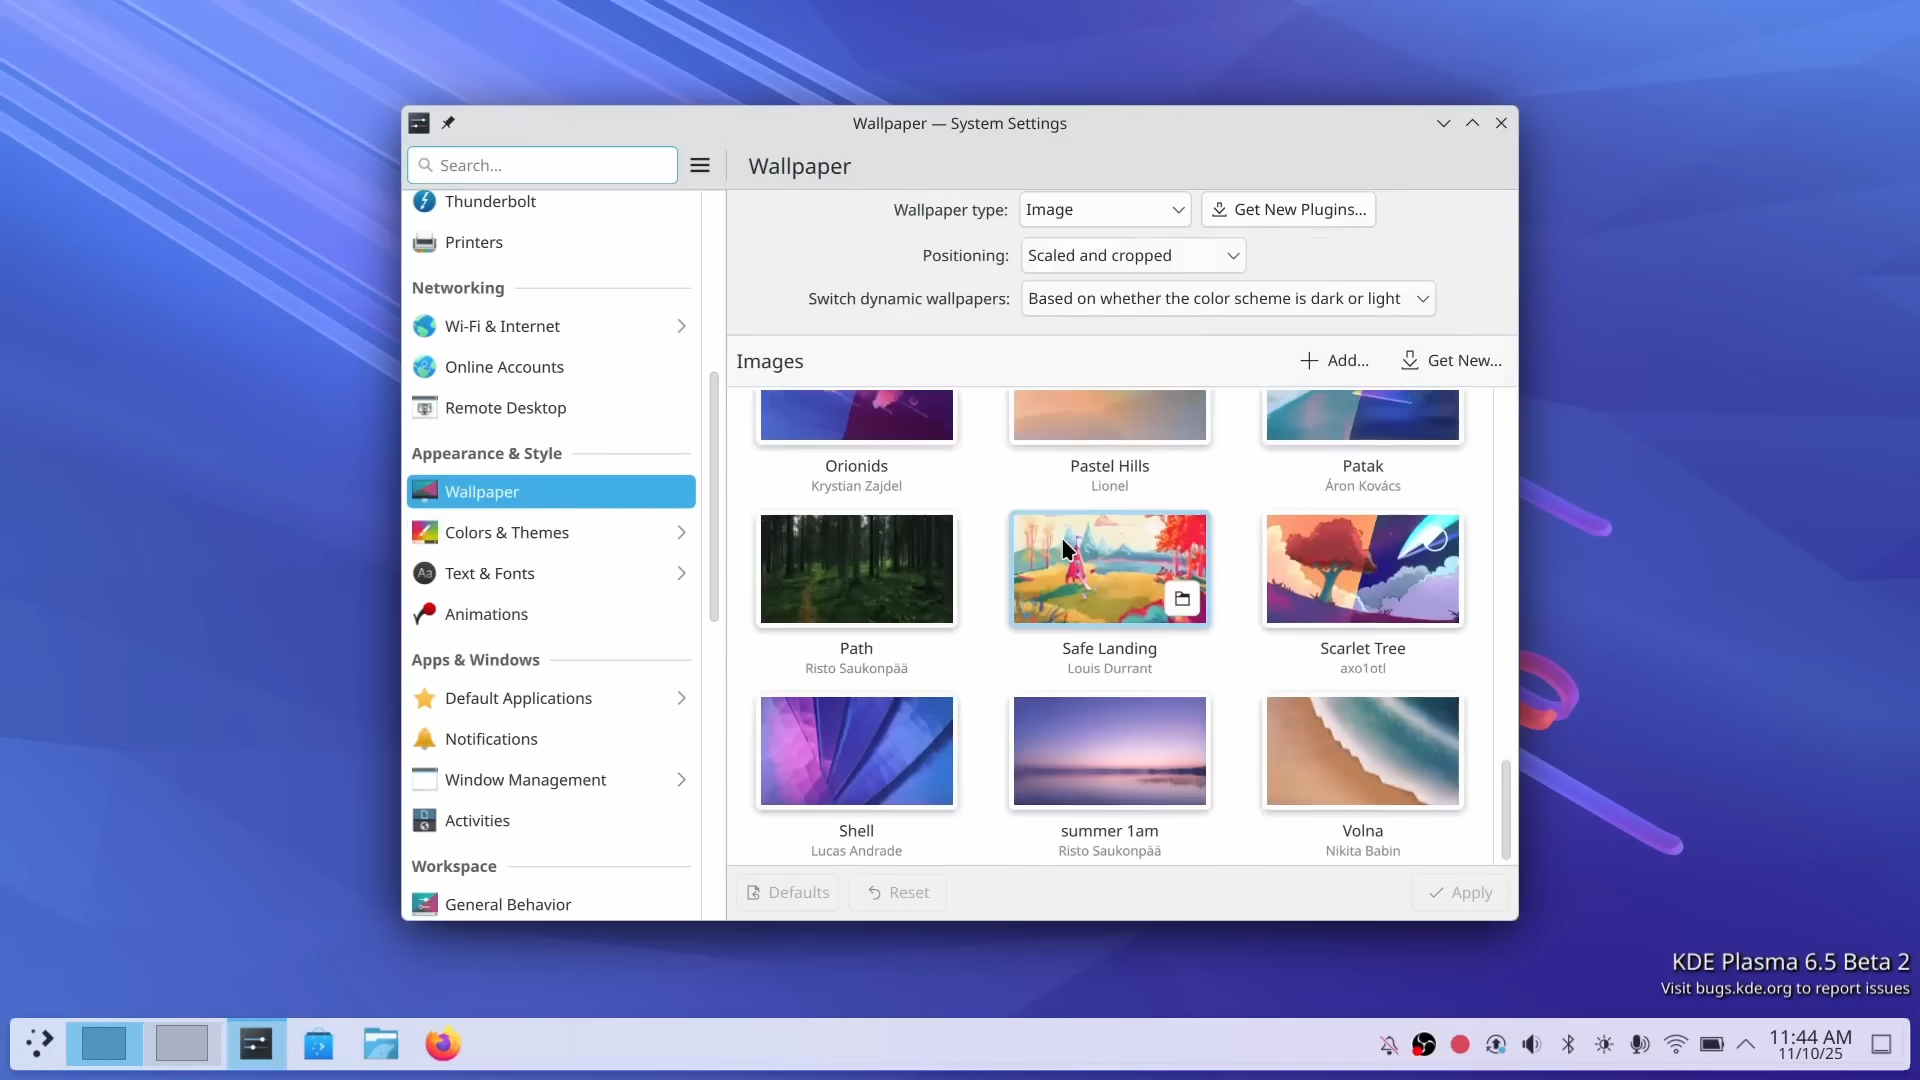 Wallpaper — System Settings
Search...
Wallpaper
Thunderbolt
Printers
Networking
Wi-Fi & Internet
Online Accounts
Remote Desktop
Appearance & Style
Wallpaper
Colors & Themes
Aa
Text & Fonts
Animations
Apps & Windows
Default Applications
Notifications
Window Management
Activities
Workspace
General Behavior
Wallpaper type:
Image
Get New Plugins...
Positioning:
Scaled and cropped
Switch dynamic wallpapers:
Based on whether the color scheme is dark or light
Images
Add...
Get New...
Orionids
Krystian Zajdel
Pastel Hills
Lionel
Patak
Áron Kovács
Path
Risto Saukonpää
Safe Landing
Louis Durrant
Scarlet Tree
axo1otl
Shell
Lucas Andrade
summer 1am
Risto Saukonpää
Volna
Nikita Babin
Defaults
Reset
Apply
KDE Plasma 6.5 Beta 2
Visit bugs.kde.org to report issues
11:44 AM
11/10/25